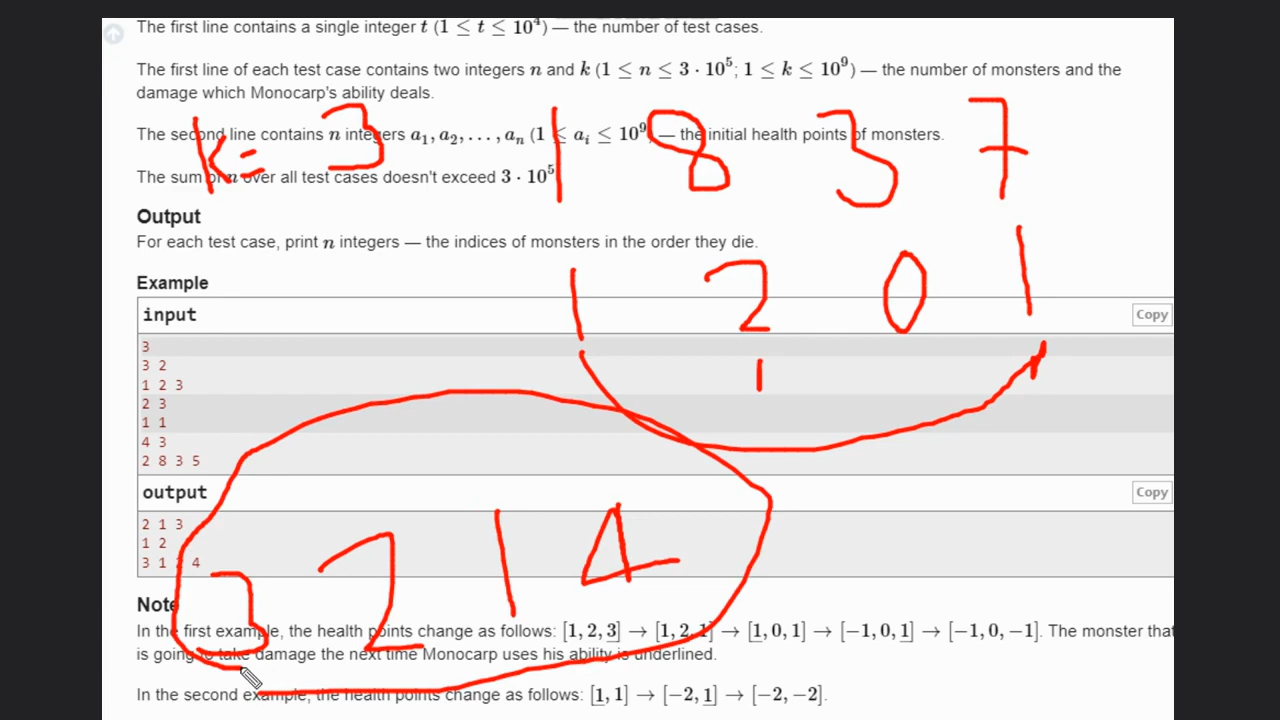 The first line contains a single integer t (1 ≤ t ≤ 10⁴) — the number of test cases.
The first line of each test case contains two integers n and k (1 ≤ n ≤ 3 · 10⁵; 1 ≤ k ≤ 10⁹) — the number of monsters and the
damage which Monocarp's ability deals.
The second line contains n integers a₁, a₂, . . . , aₙ (1 ≤ aᵢ ≤ 10⁹) — the initial health points of monsters.
k= 3 1 8 3 7
The sum of n over all test cases doesn't exceed 3 · 10⁵
Output
For each test case, print n integers — the indices of monsters in the order they die.
1 2 0 1
Example
input
Copy
3
3 2
1 2 3
1
2 3
1 1
4 3
2 8 3 5
output
Copy
2 1 3
1 2
3 1 2 4
3 2 1 4
Note
In the first example, the health points change as follows: [1, 2, 3] → [1, 2, 1] → [1, 0, 1] → [−1, 0, 1] → [−1, 0, −1]. The monster that
is going to take damage the next time Monocarp uses his ability is underlined.
In the second example, the health points change as follows: [1, 1] → [−2, 1] → [−2, −2].